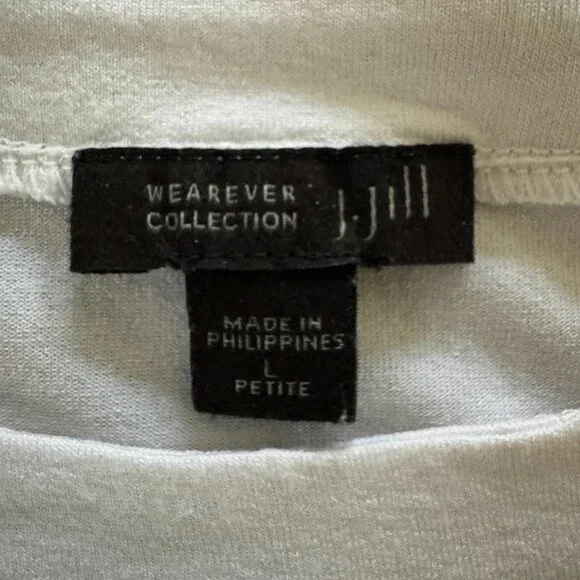 WEAREVER
COLLECTION
J.Jill
MADE IN
PHILIPPINES
L
PETITE